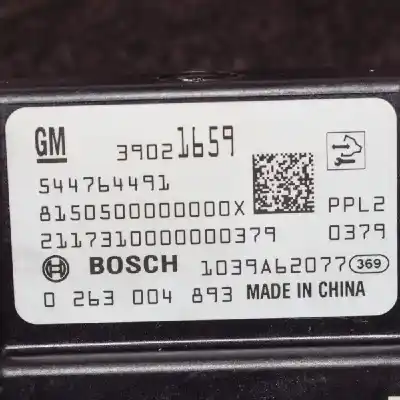 GM 39021659
544764491
8150500000000X PPL2
2117310000000379 0379
BOSCH 1039A62077 369
0 263 004 893 MADE IN CHINA